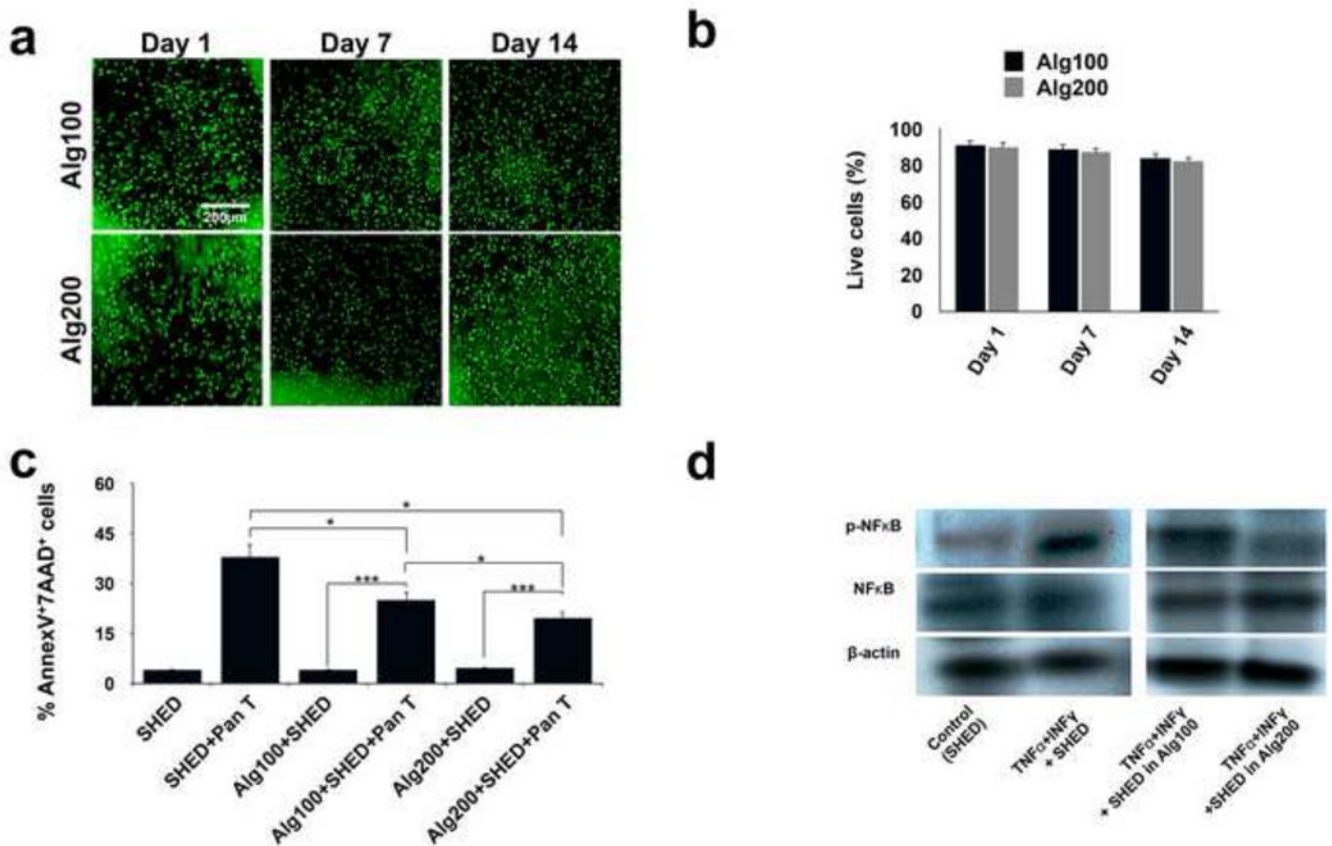 a
Day 1 Day 7 Day 14
Alg100
200µm
Alg200
b
Alg100
Alg200
Live cells (%)
100
80
60
40
20
0
Day 1
Day 7
Day 14
c
% AnnexV⁺7AAD⁺ cells
60
45
30
15
0
*
*
*
***
***
SHED
SHED+Pan T
Alg100+SHED
Alg100+SHED+Pan T
Alg200+SHED
Alg200+SHED+Pan T
d
p-NFκB
NFκB
β-actin
Control
(SHED)
TNFα+INFγ
+ SHED
TNFα+INFγ
+ SHED in Alg100
TNFα+INFγ
+SHED in Alg200